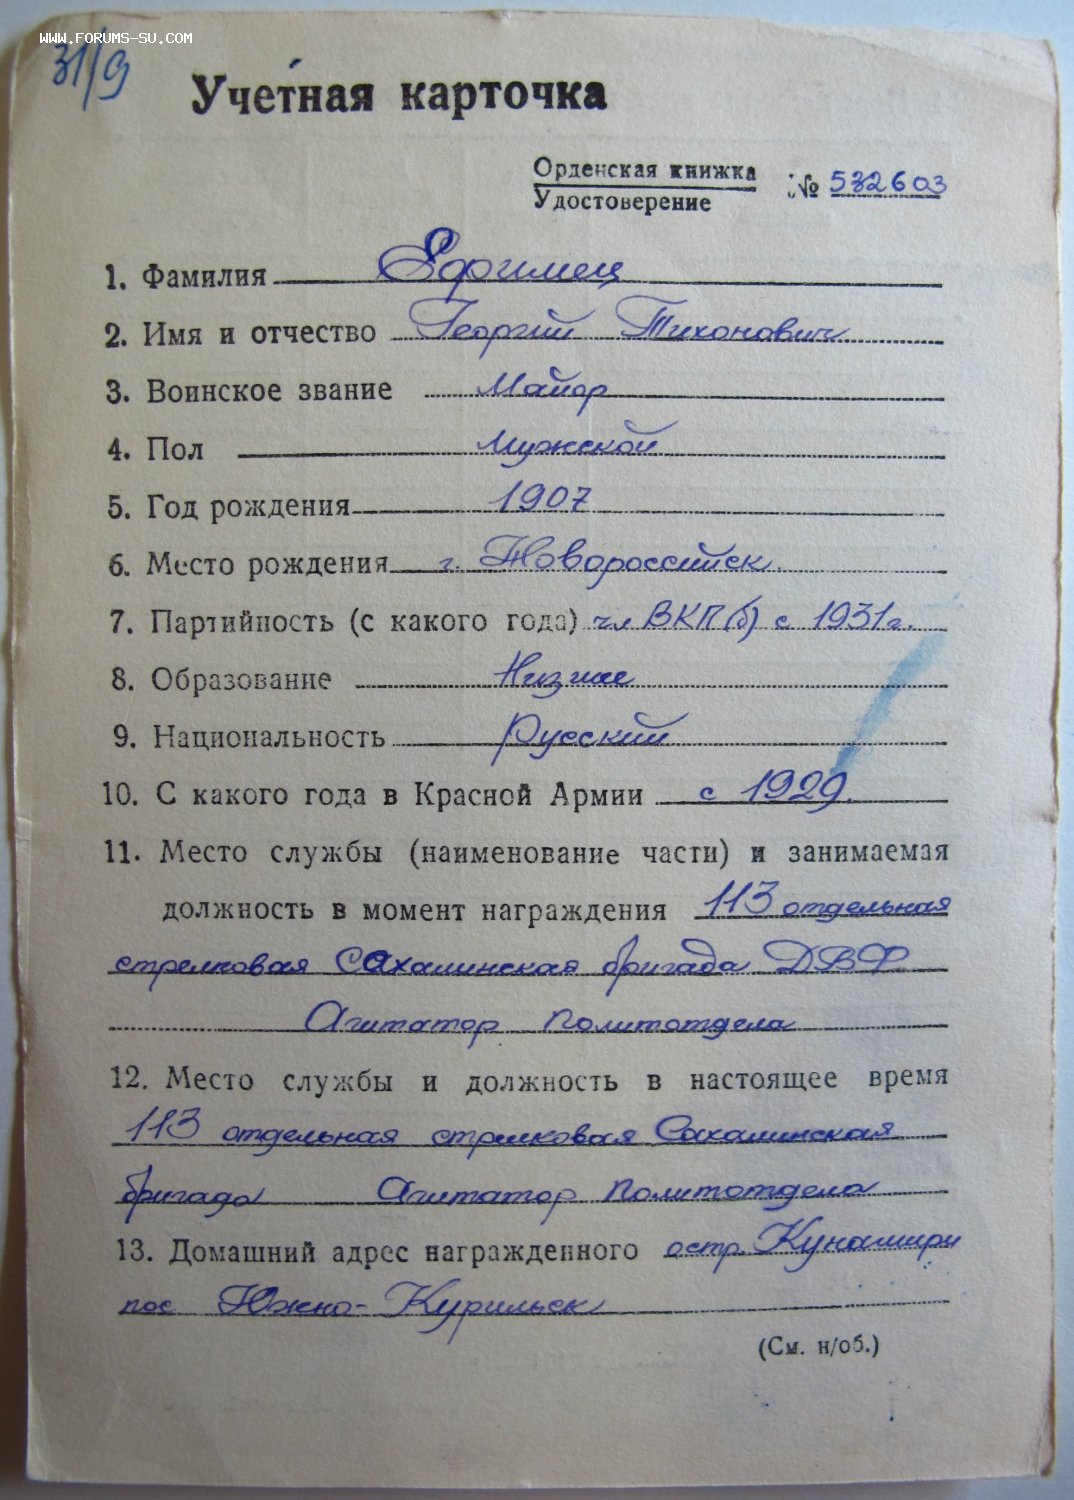 WWW.FORUMS-SU.COM
31/9
Учетная карточка
Орденская книжка
Удостоверение
№ 532603
1. Фамилия Ефимец
2. Имя и отчество Георгий Тихонович
3. Воинское звание Майор
4. Пол мужской
5. Год рождения 1907
6. Место рождения г. Новороссийск.
7. Партийность (с какого года) чл ВКП(б) с 1931г.
8. Образование Низшее
9. Национальность Русский
10. С какого года в Красной Армии с 1929.
11. Место службы (наименование части) и занимаемая
должность в момент награждения 113 отдельная
стрелковая Сахалинская бригада ДВФ
Агитатор политотдела
12. Место службы и должность в настоящее время
113 отдельная стрелковая Сахалинская
бригада Агитатор политотдела
13. Домашний адрес награжденного остр. Кунашири
пос Южно-Курильск
(См. н/об.)